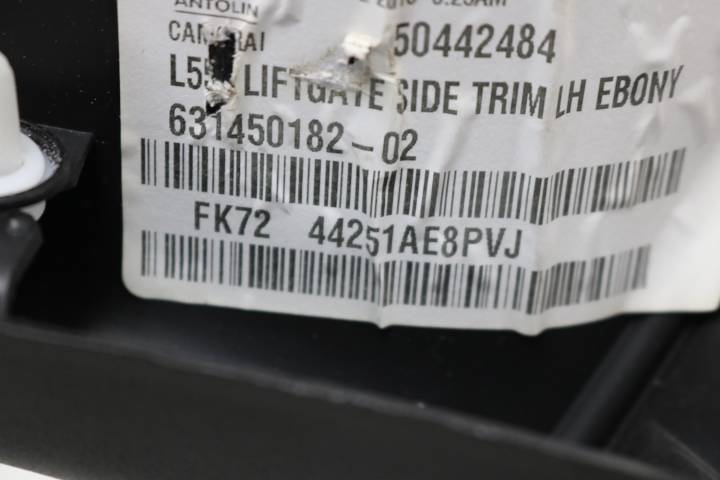 ANTOLIN
50442484
LIFTGATE SIDE TRIM LH EBONY
631450182-02
FK72 44251AE8PVJ